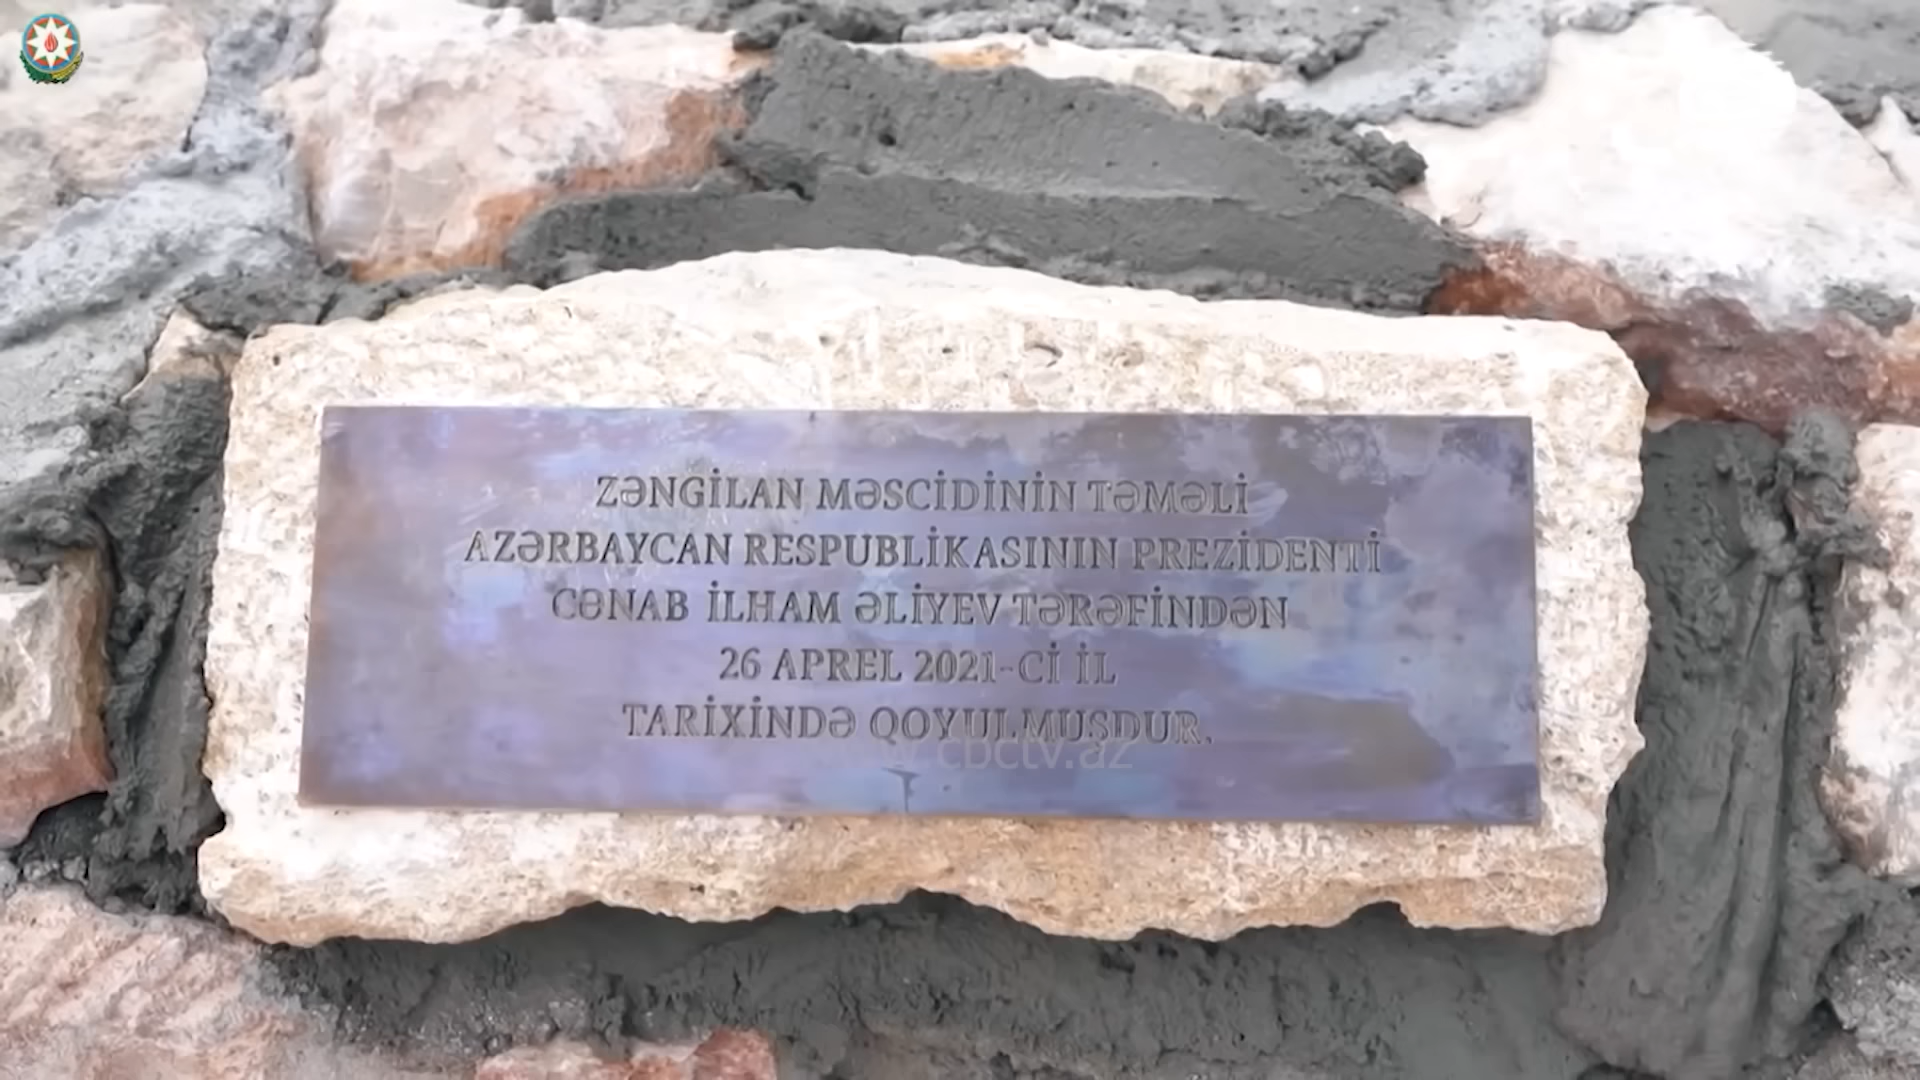 ZƏNGİLAN MƏSCİDİNİN TƏMƏLİ
AZƏRBAYCAN RESPUBLİKASININ PREZİDENTİ
CƏNAB İLHAM ƏLİYEV TƏRƏFİNDƏN
26 APREL 2021-Cİ İL
TARİXİNDƏ QOYULMUŞDUR.
cbctv.az